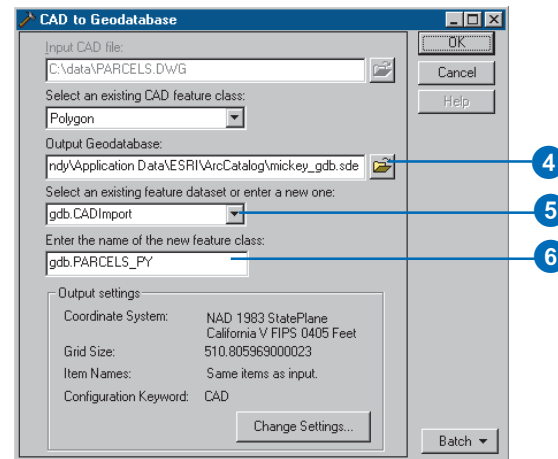 CAD to Geodatabase
Input CAD file:
C:\data\PARCELS.DWG
OK
Cancel
Help
Select an existing CAD feature class:
Polygon
Output Geodatabase:
ndy\Application Data\ESRI\ArcCatalog\mickey_gdb.sde
4
Select an existing feature dataset or enter a new one:
gdb.CADImport
5
Enter the name of the new feature class:
gdb.PARCELS_PY
6
Output settings
Coordinate System: NAD 1983 StatePlane
California V FIPS 0405 Feet
Grid Size: 510.805969000023
Item Names: Same items as input.
Configuration Keyword: CAD
Change Settings...
Batch